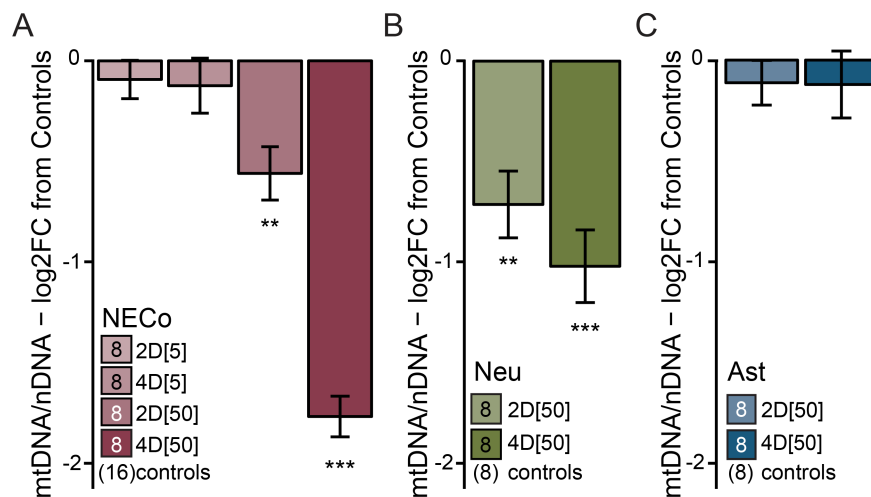 A
mtDNA/nDNA – log2FC from Controls
0
-1
-2
**
***
NECo
8 2D[5]
8 4D[5]
8 2D[50]
8 4D[50]
(16)controls
B
mtDNA/nDNA – log2FC from Controls
0
-1
-2
**
***
Neu
8 2D[50]
8 4D[50]
(8) controls
C
mtDNA/nDNA – log2FC from Controls
0
-1
-2
Ast
8 2D[50]
8 4D[50]
(8) controls